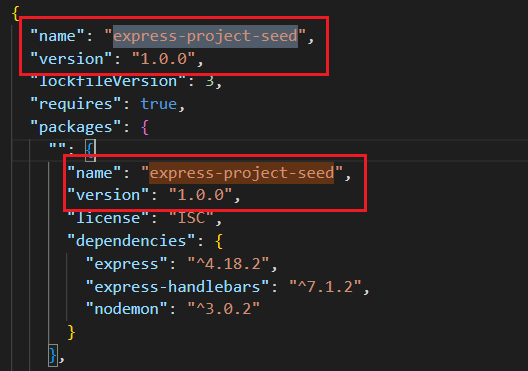 {
"name": "express-project-seed",
"version": "1.0.0",
"lockfileVersion": 3,
"requires": true,
"packages": {
"": {
"name": "express-project-seed",
"version": "1.0.0",
"license": "ISC",
"dependencies": {
"express": "^4.18.2",
"express-handlebars": "^7.1.2",
"nodemon": "^3.0.2"
}
},